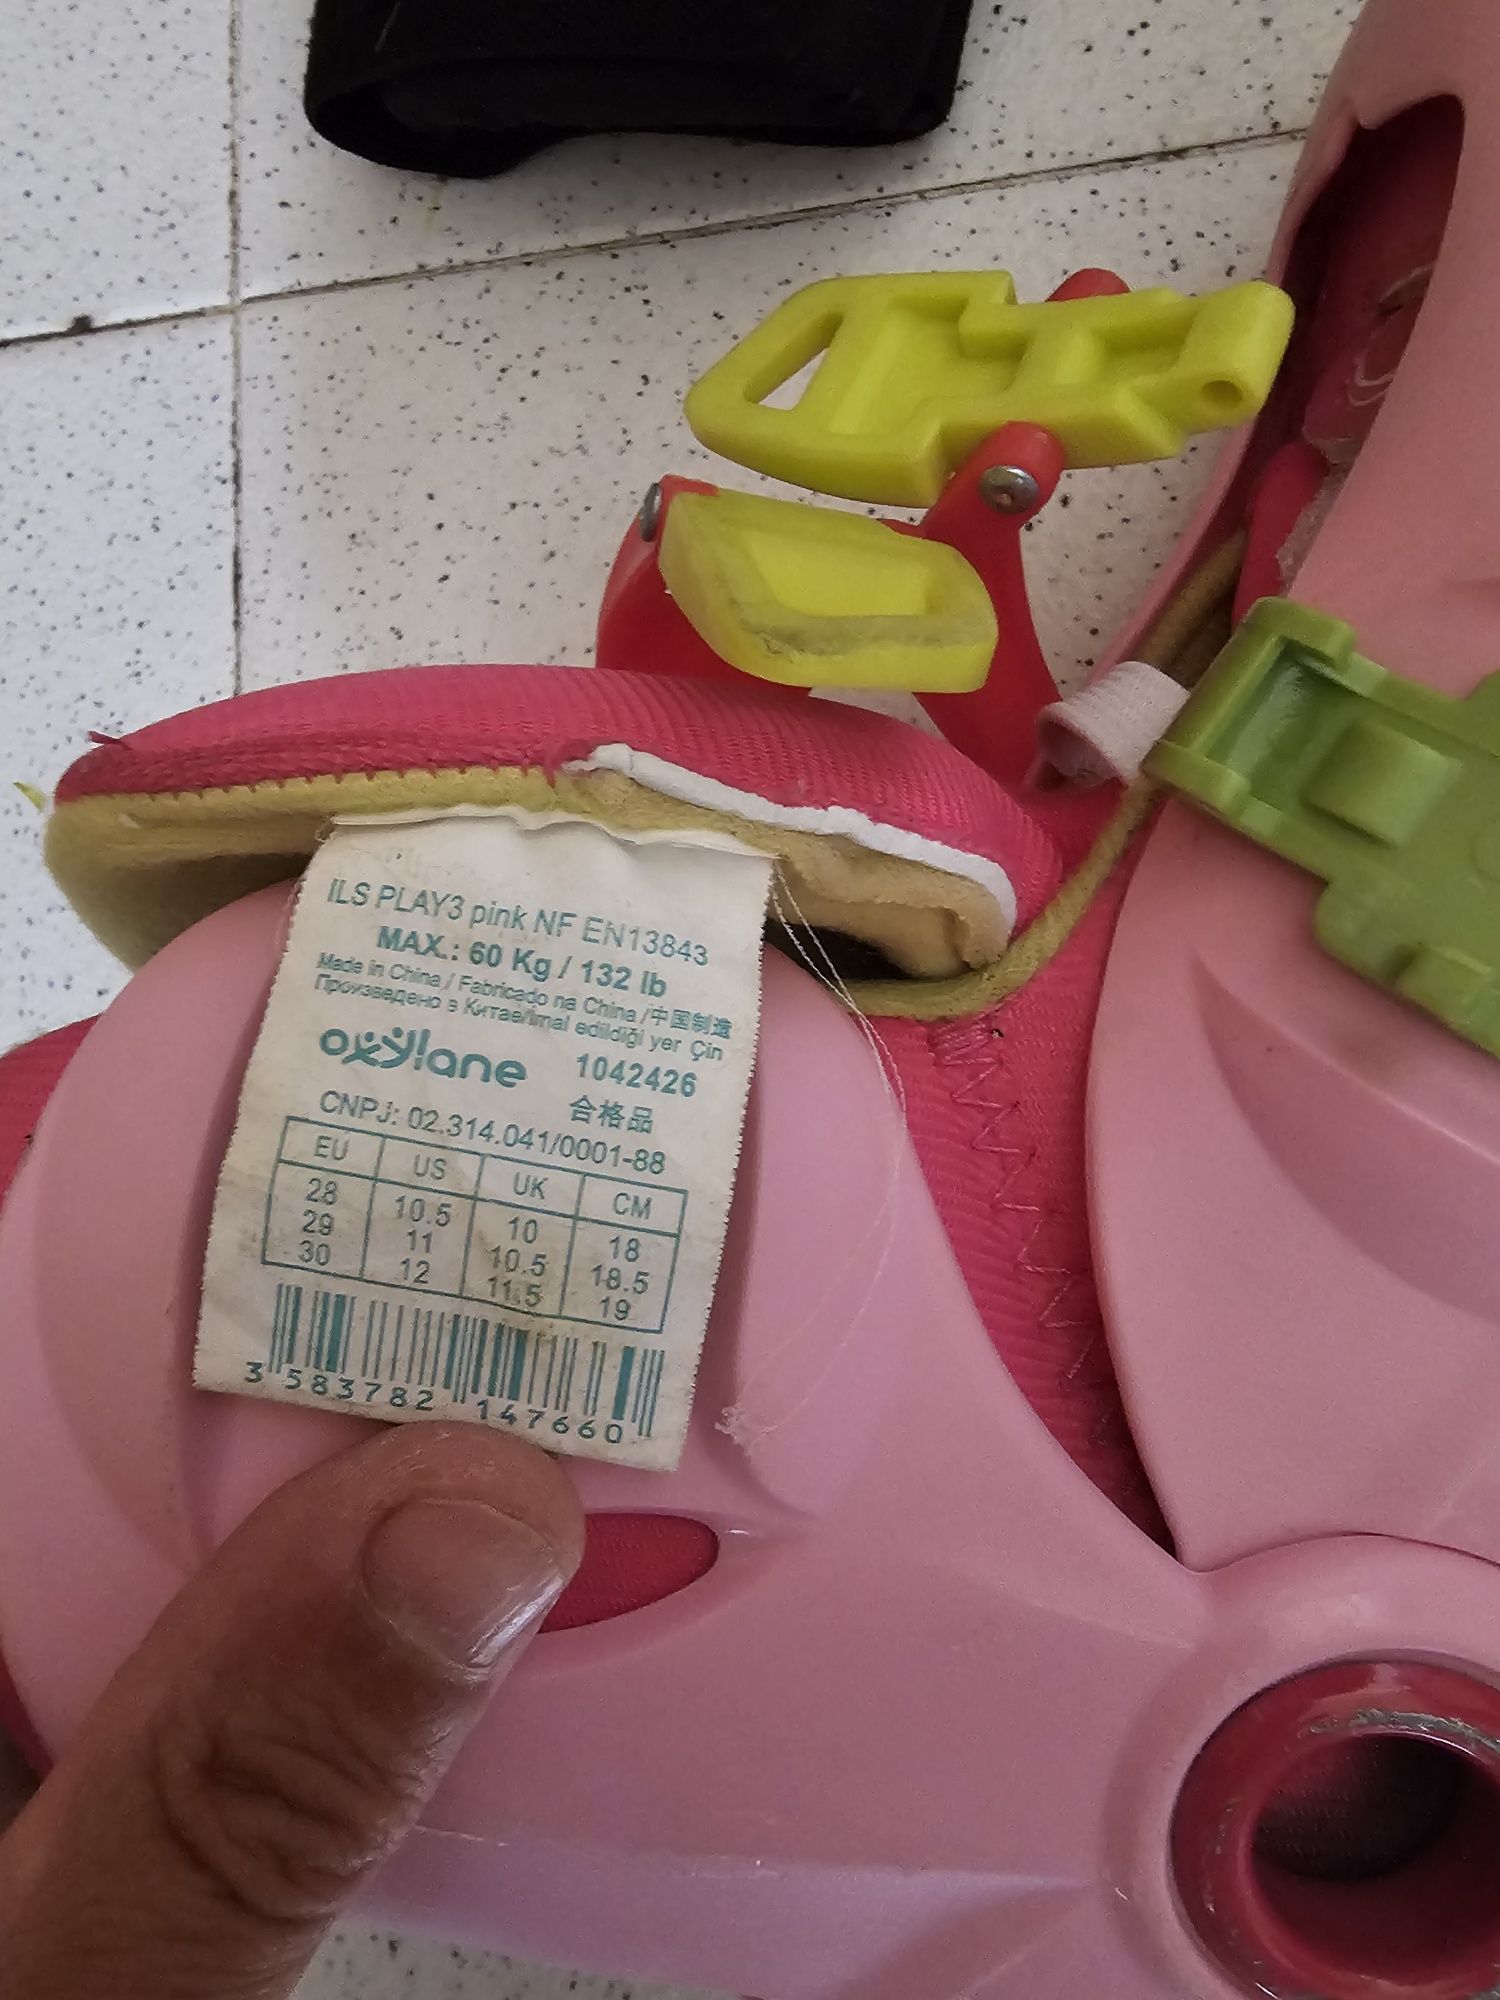 ILS PLAY3 pink NF EN13843
MAX.: 60 Kg / 132 lb
Made in China / Fabricado na China /中国制造
Произведено в Китае/İmal edildiği yer Çin
oxylane 1042426
合格品
CNPJ: 02.314.041/0001-88
EU US UK CM
28 10.5 10 18
29 11 10.5 18.5
30 12 11.5 19
3 583782 147660